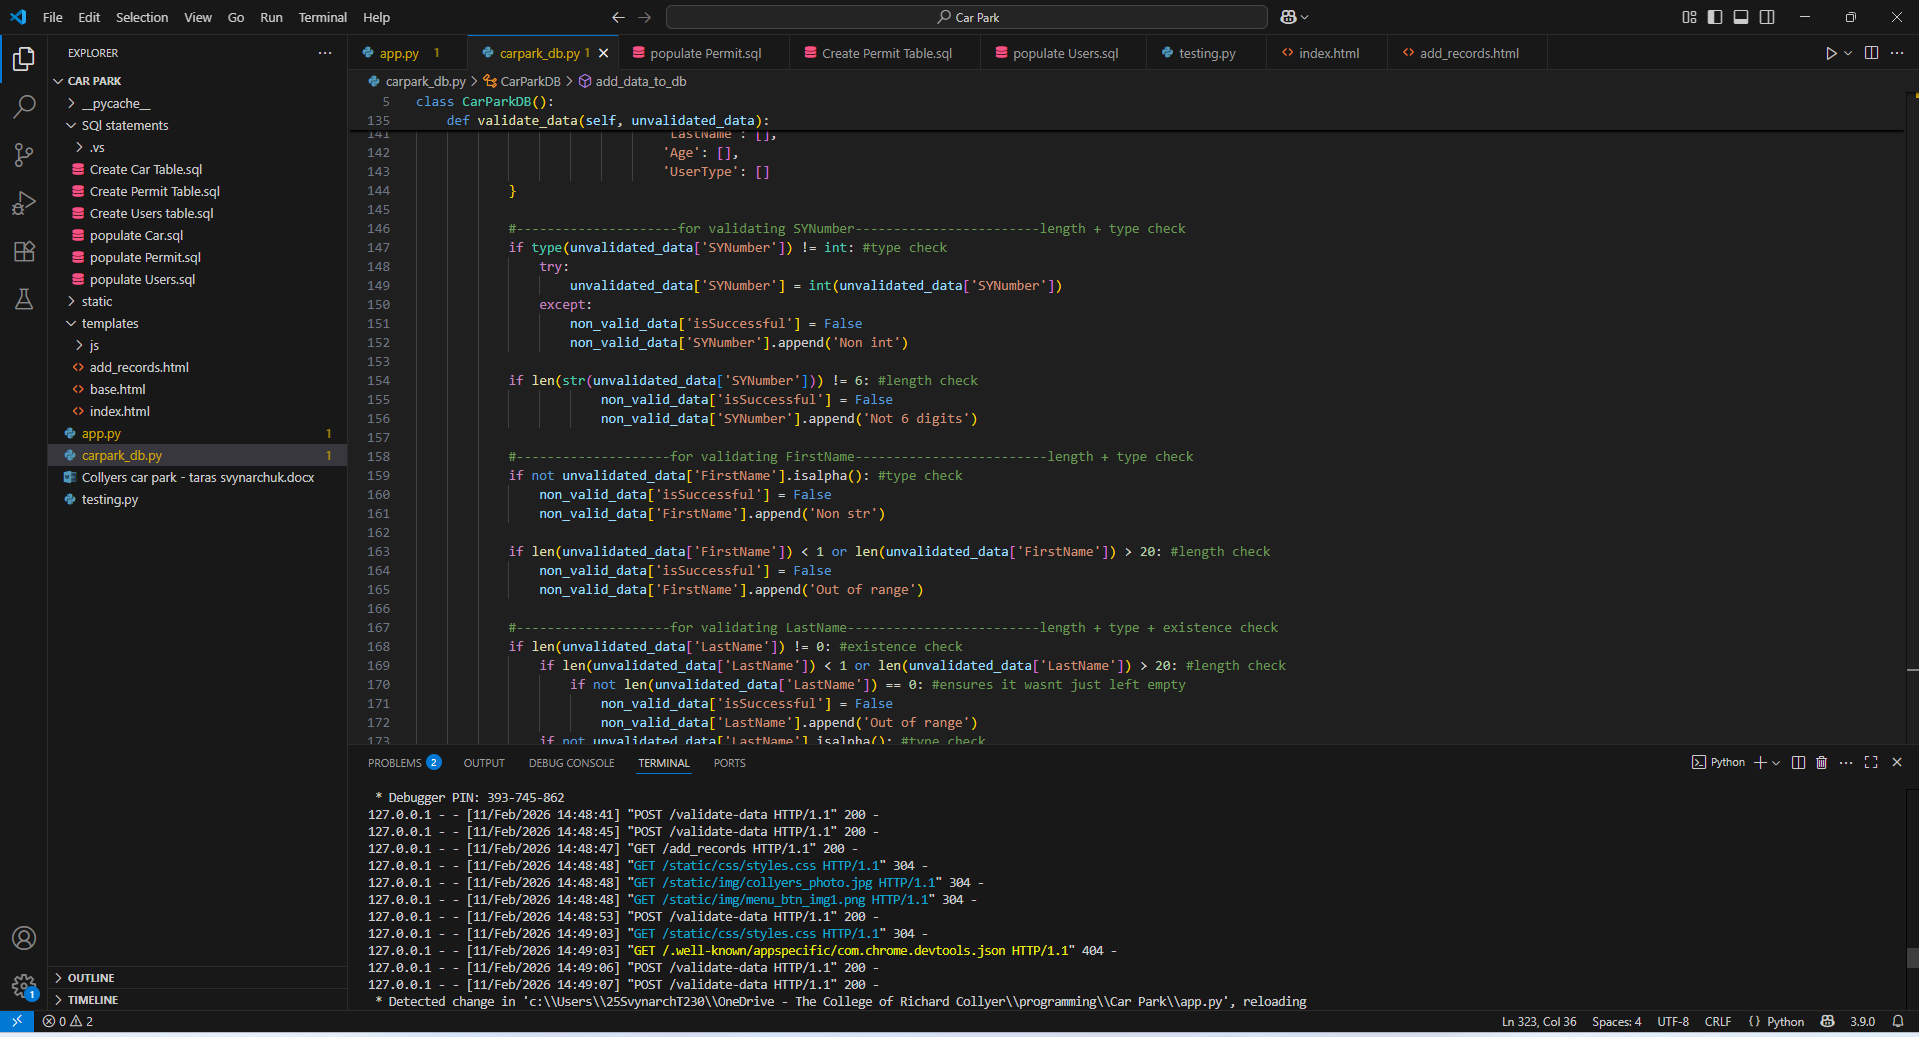 File Edit Selection View Go Run Terminal Help
Car Park
EXPLORER
CAR PARK
__pycache__
SQl statements
.vs
Create Car Table.sql
Create Permit Table.sql
Create Users table.sql
populate Car.sql
populate Permit.sql
populate Users.sql
static
templates
js
add_records.html
base.html
index.html
app.py 1
carpark_db.py 1
Collyers car park - taras svynarchuk.docx
testing.py
OUTLINE
TIMELINE
app.py 1 carpark_db.py 1 populate Permit.sql Create Permit Table.sql populate Users.sql testing.py index.html add_records.html
carpark_db.py > CarParkDB > add_data_to_db
5 class CarParkDB():
135 def validate_data(self, unvalidated_data):
141 'LastName': [],
142 'Age': [],
143 'UserType': []
144 }
145
146 #---------------------for validating SYNumber------------------------length + type check
147 if type(unvalidated_data['SYNumber']) != int: #type check
148 try:
149 unvalidated_data['SYNumber'] = int(unvalidated_data['SYNumber'])
150 except:
151 non_valid_data['isSuccessful'] = False
152 non_valid_data['SYNumber'].append('Non int')
153
154 if len(str(unvalidated_data['SYNumber'])) != 6: #length check
155 non_valid_data['isSuccessful'] = False
156 non_valid_data['SYNumber'].append('Not 6 digits')
157
158 #--------------------for validating FirstName-------------------------length + type check
159 if not unvalidated_data['FirstName'].isalpha(): #type check
160 non_valid_data['isSuccessful'] = False
161 non_valid_data['FirstName'].append('Non str')
162
163 if len(unvalidated_data['FirstName']) < 1 or len(unvalidated_data['FirstName']) > 20: #length check
164 non_valid_data['isSuccessful'] = False
165 non_valid_data['FirstName'].append('Out of range')
166
167 #--------------------for validating LastName-------------------------length + type + existence check
168 if len(unvalidated_data['LastName']) != 0: #existence check
169 if len(unvalidated_data['LastName']) < 1 or len(unvalidated_data['LastName']) > 20: #length check
170 if not len(unvalidated_data['LastName']) == 0: #ensures it wasnt just left empty
171 non_valid_data['isSuccessful'] = False
172 non_valid_data['LastName'].append('Out of range')
173 if not unvalidated_data['LastName'].isalpha(): #type check
PROBLEMS 2 OUTPUT DEBUG CONSOLE TERMINAL PORTS
Python
* Debugger PIN: 393-745-862
127.0.0.1 - - [11/Feb/2026 14:48:41] "POST /validate-data HTTP/1.1" 200 -
127.0.0.1 - - [11/Feb/2026 14:48:45] "POST /validate-data HTTP/1.1" 200 -
127.0.0.1 - - [11/Feb/2026 14:48:47] "GET /add_records HTTP/1.1" 200 -
127.0.0.1 - - [11/Feb/2026 14:48:48] "GET /static/css/styles.css HTTP/1.1" 304 -
127.0.0.1 - - [11/Feb/2026 14:48:48] "GET /static/img/collyers_photo.jpg HTTP/1.1" 304 -
127.0.0.1 - - [11/Feb/2026 14:48:48] "GET /static/img/menu_btn_img1.png HTTP/1.1" 304 -
127.0.0.1 - - [11/Feb/2026 14:48:53] "POST /validate-data HTTP/1.1" 200 -
127.0.0.1 - - [11/Feb/2026 14:49:03] "GET /static/css/styles.css HTTP/1.1" 304 -
127.0.0.1 - - [11/Feb/2026 14:49:03] "GET /.well-known/appspecific/com.chrome.devtools.json HTTP/1.1" 404 -
127.0.0.1 - - [11/Feb/2026 14:49:06] "POST /validate-data HTTP/1.1" 200 -
127.0.0.1 - - [11/Feb/2026 14:49:07] "POST /validate-data HTTP/1.1" 200 -
* Detected change in 'c:\\Users\\25SvynarchT230\\OneDrive - The College of Richard Collyer\\programming\\Car Park\\app.py', reloading
1
0 2 Ln 323, Col 36 Spaces: 4 UTF-8 CRLF {} Python 3.9.0